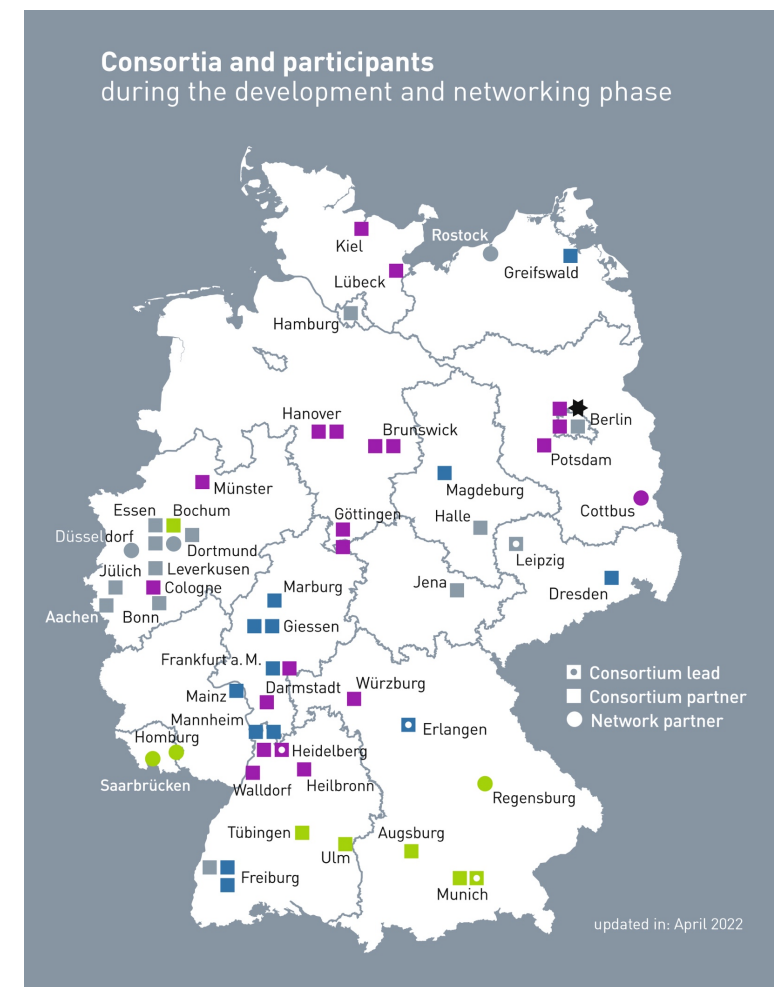 Consortia and participants
during the development and networking phase
Kiel
Rostock
Greifswald
Lübeck
Hamburg
Hanover
Brunswick
Berlin
Potsdam
Münster
Magdeburg
Cottbus
Essen
Bochum
Göttingen
Halle
Düsseldorf
Dortmund
Leipzig
Jülich
Leverkusen
Cologne
Marburg
Jena
Dresden
Aachen
Bonn
Giessen
Frankfurt a. M.
Mainz
Darmstadt
Würzburg
Consortium lead
Consortium partner
Network partner
Mannheim
Erlangen
Homburg
Heidelberg
Saarbrücken
Walldorf
Heilbronn
Regensburg
Tübingen
Ulm
Augsburg
Freiburg
Munich
updated in: April 2022